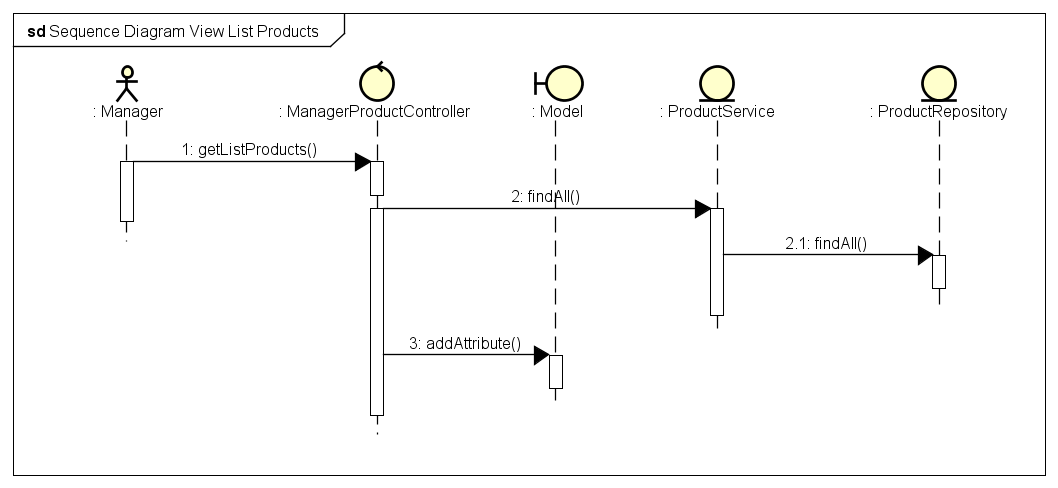 sd Sequence Diagram View List Products
: Manager
: ManagerProductController
: Model
: ProductService
: ProductRepository
1: getListProducts()
2: findAll()
2.1: findAll()
3: addAttribute()